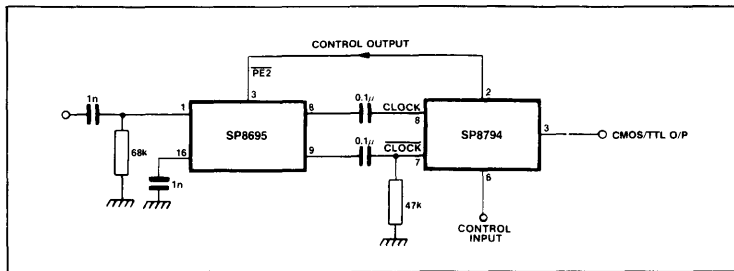 CONTROL OUTPUT
PE2
3
2
1n
1
8
0.1μ
CLOCK
8
SP8695
SP8794
3
CMOS/TTL O/P
68k
16
9
0.1μ
CLOCK
7
6
1n
47k
CONTROL
INPUT